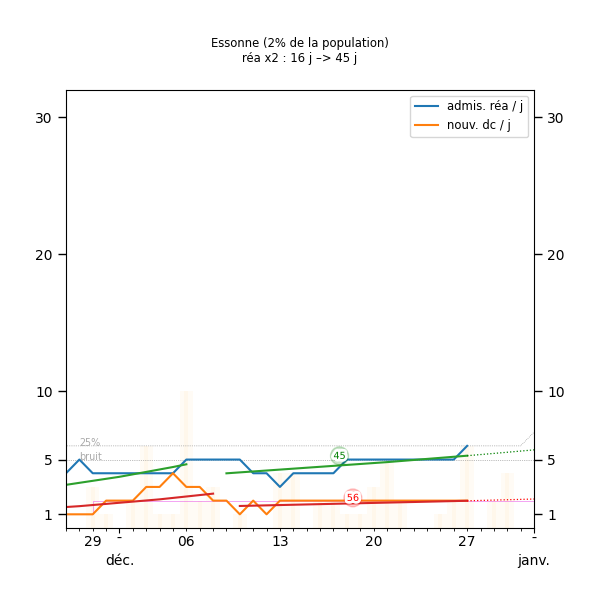 Essonne (2% de la population)
réa x2 : 16 j –> 45 j
admis. réa / j
nouv. dc / j
30
30
20
20
10
10
25%
bruit
5
5
45
56
1
1
29 - 06 13 20 27 -
déc. janv.